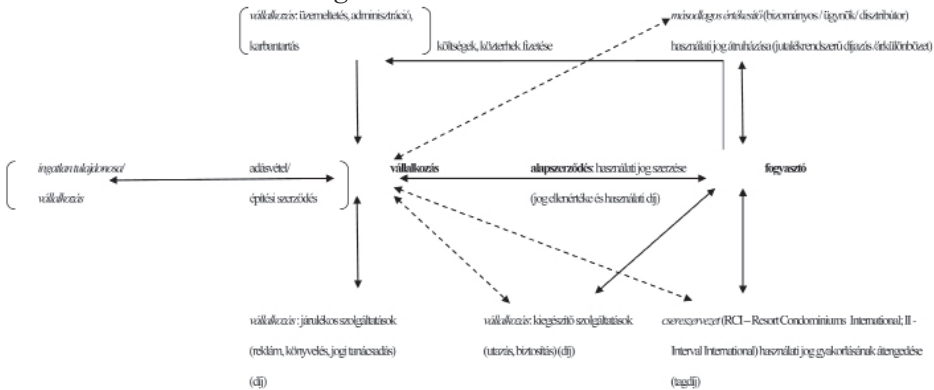 vállalkozás: üzemeltetés, adminisztráció,
karbantartás
költségek, közterhek fizetése
másodlagos értékesítő (bizományos / ügynök / disztribútor)
használati jog átruházása (jutalékrendszerű díjazás /árkülönbözet)
ingatlan tulajdonosa/
vállalkozás
adásvétel/
építési szerződés
vállalkozás
alapszerződés: használati jog szerzése
(jog ellenértéke és használati díj)
fogyasztó
vállalkozás: járulékos szolgáltatások
(reklám, könyvelés, jogi tanácsadás)
(díj)
vállalkozás: kiegészítő szolgáltatások
(utazás, biztosítás) (díj)
csereszervezet (RCI – Resort Condominiums International; II -
Interval International) használati jog gyakorlásának átengedése
(tagdíj)